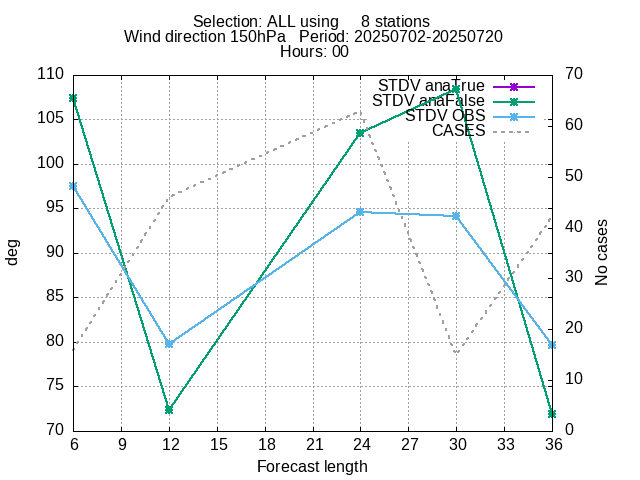 Selection: ALL using     8 stations
Wind direction 150hPa   Period: 20250702-20250720
Hours: 00
110
105
100
95
90
85
80
75
70
70
60
50
40
30
20
10
0
deg
No cases
STDV anaTrue
STDV anaFalse
STDV OBS
CASES
6 9 12 15 18 21 24 27 30 33 36
Forecast length